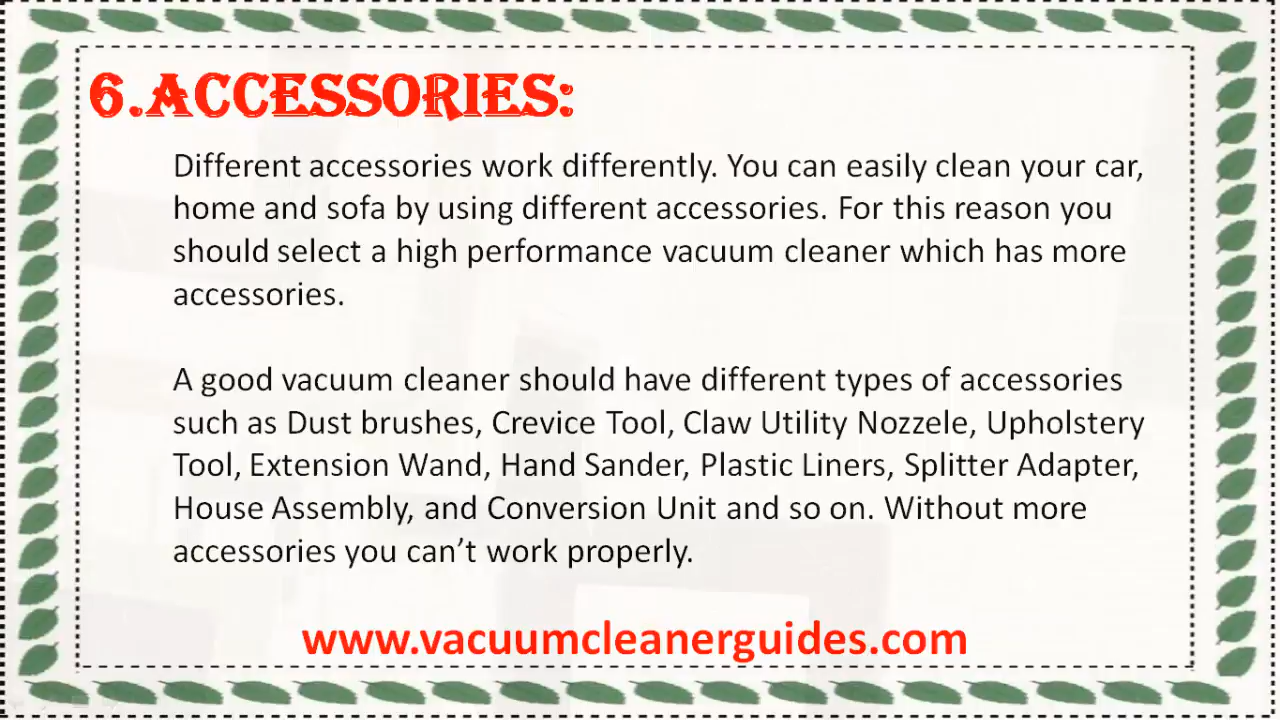 6.ACCESSORIES:
Different accessories work differently. You can easily clean your car,
home and sofa by using different accessories. For this reason you
should select a high performance vacuum cleaner which has more
accessories.
A good vacuum cleaner should have different types of accessories
such as Dust brushes, Crevice Tool, Claw Utility Nozzele, Upholstery
Tool, Extension Wand, Hand Sander, Plastic Liners, Splitter Adapter,
House Assembly, and Conversion Unit and so on. Without more
accessories you can’t work properly.
www.vacuumcleanerguides.com